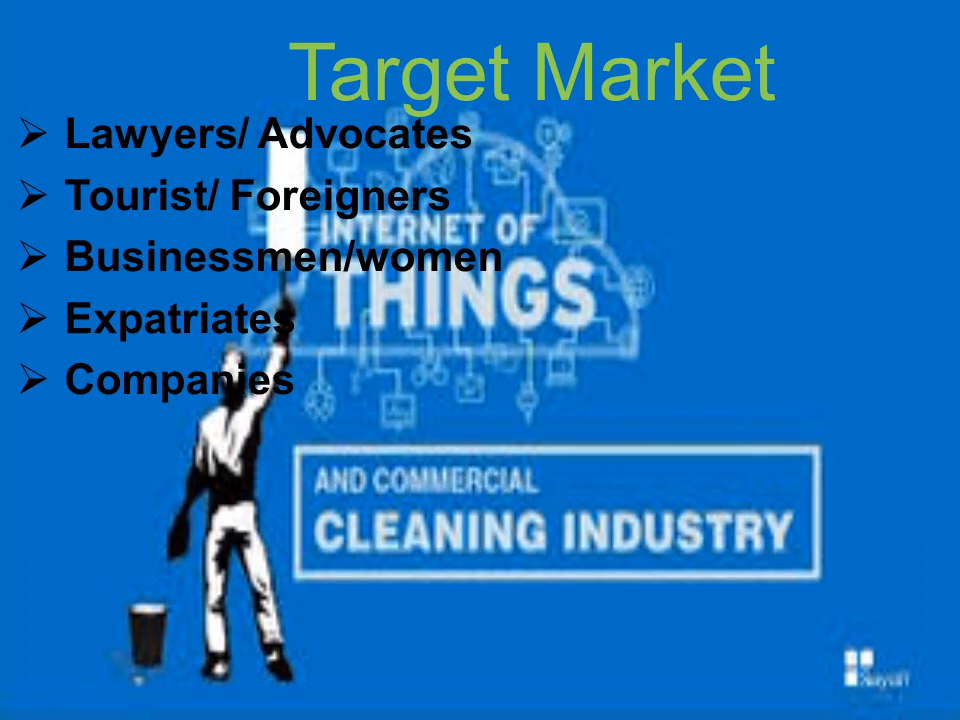 Target Market
➢ Lawyers/ Advocates
➢ Tourist/ Foreigners
➢ Businessmen/women
➢ Expatriates
➢ Companies
INTERNET OF
THINGS
AND COMMERCIAL
CLEANING INDUSTRY